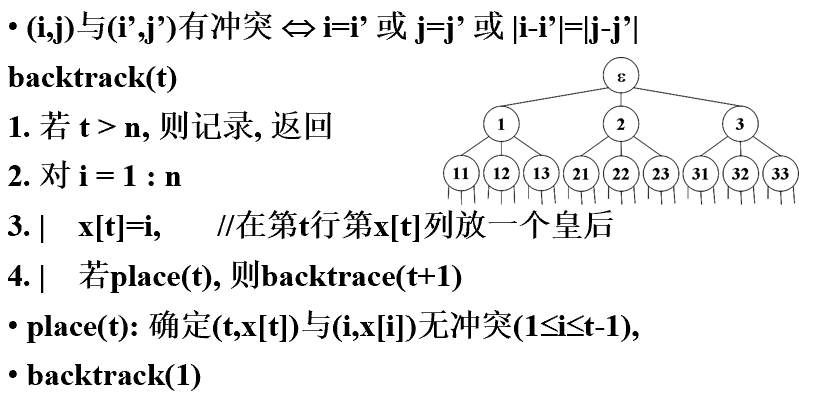 • (i,j)与(i’,j’)有冲突 ⇔ i=i’ 或 j=j’ 或 |i-i’|=|j-j’|
backtrack(t)
1. 若 t > n, 则记录, 返回
2. 对 i = 1 : n
3. | x[t]=i, //在第t行第x[t]列放一个皇后
4. | 若place(t), 则backtrace(t+1)
• place(t): 确定(t,x[t])与(i,x[i])无冲突(1≤i≤t-1),
• backtrack(1)
ε
1 2 3
11 12 13 21 22 23 31 32 33